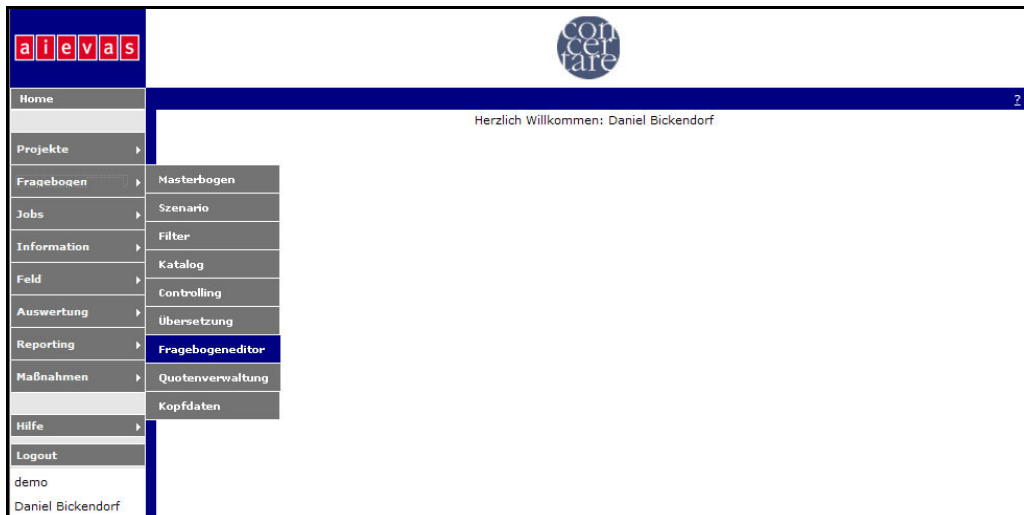 aievas
con
cer
tare
Home
?
Herzlich Willkommen: Daniel Bickendorf
Projekte
Fragebogen
Jobs
Information
Feld
Auswertung
Reporting
Maßnahmen
Masterbogen
Szenario
Filter
Katalog
Controlling
Übersetzung
Fragebogeneditor
Quotenverwaltung
Kopfdaten
Hilfe
Logout
demo
Daniel Bickendorf